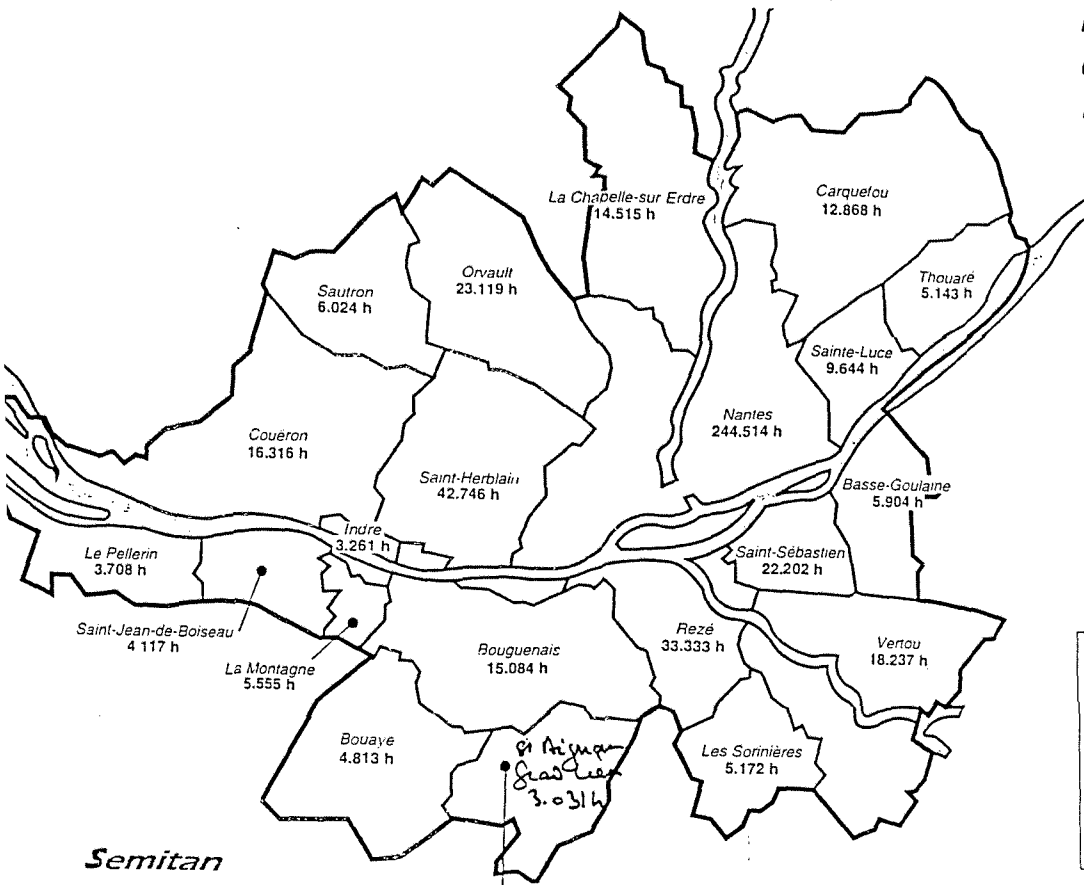 La Chapelle-sur Erdre
14.515 h
Carquefou
12.868 h
Orvault
23.119 h
Sautron
6.024 h
Thouaré
5.143 h
Sainte-Luce
9.644 h
Nantes
244.514 h
Couëron
16.316 h
Saint-Herblain
42.746 h
Basse-Goulaine
5.904 h
Indre
3.261 h
Le Pellerin
3.708 h
Saint-Sébastien
22.202 h
Saint-Jean-de-Boiseau
4 117 h
La Montagne
5.555 h
Bouguenais
15.084 h
Rezé
33.333 h
Vertou
18.237 h
Bouaye
4.813 h
St Aignan
Grand Lieu
3.031 h
Les Sorinières
5.172 h
Semitan